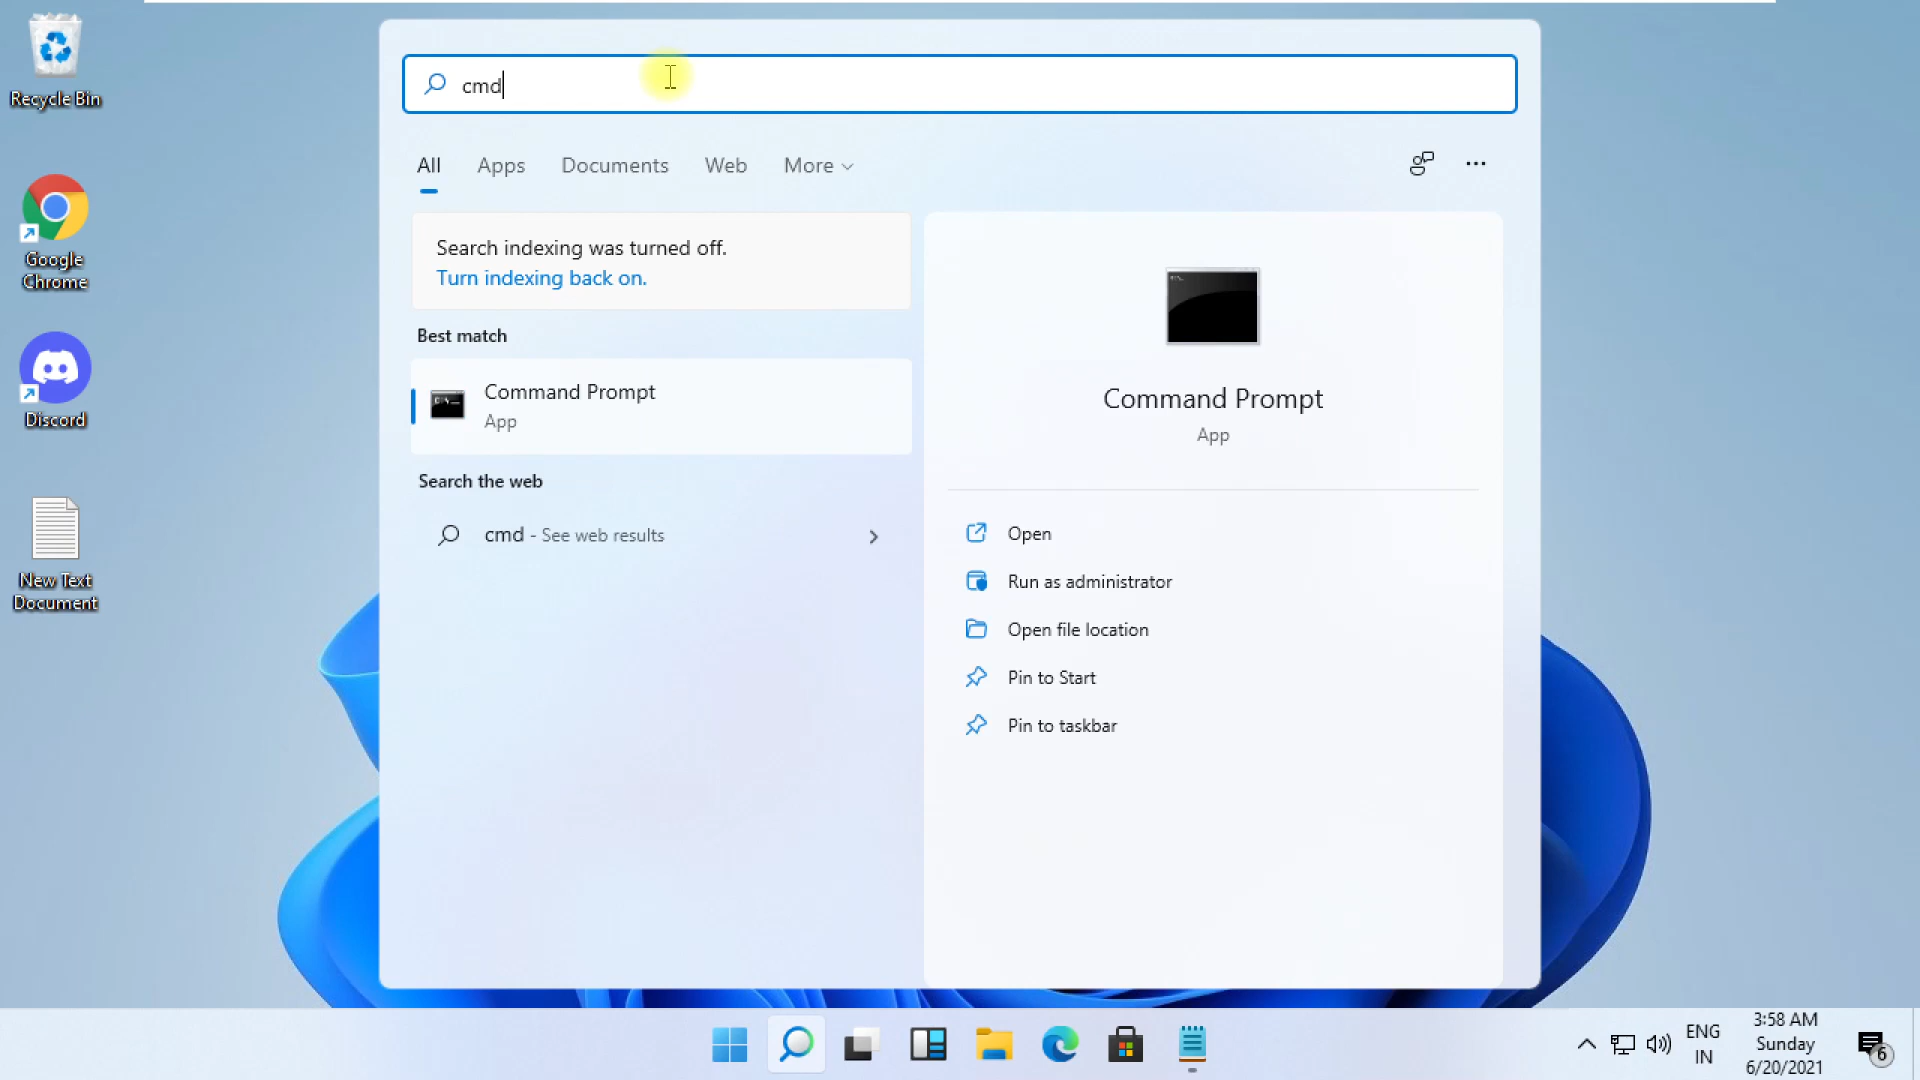 Recycle Bin
Google
Chrome
Discord
New Text
Document
cmd
All
Apps
Documents
Web
More
Search indexing was turned off.
Turn indexing back on.
Best match
Command Prompt
App
Search the web
cmd - See web results
Command Prompt
App
Open
Run as administrator
Open file location
Pin to Start
Pin to taskbar
ENG
IN
3:58 AM
Sunday
6/20/2021
6